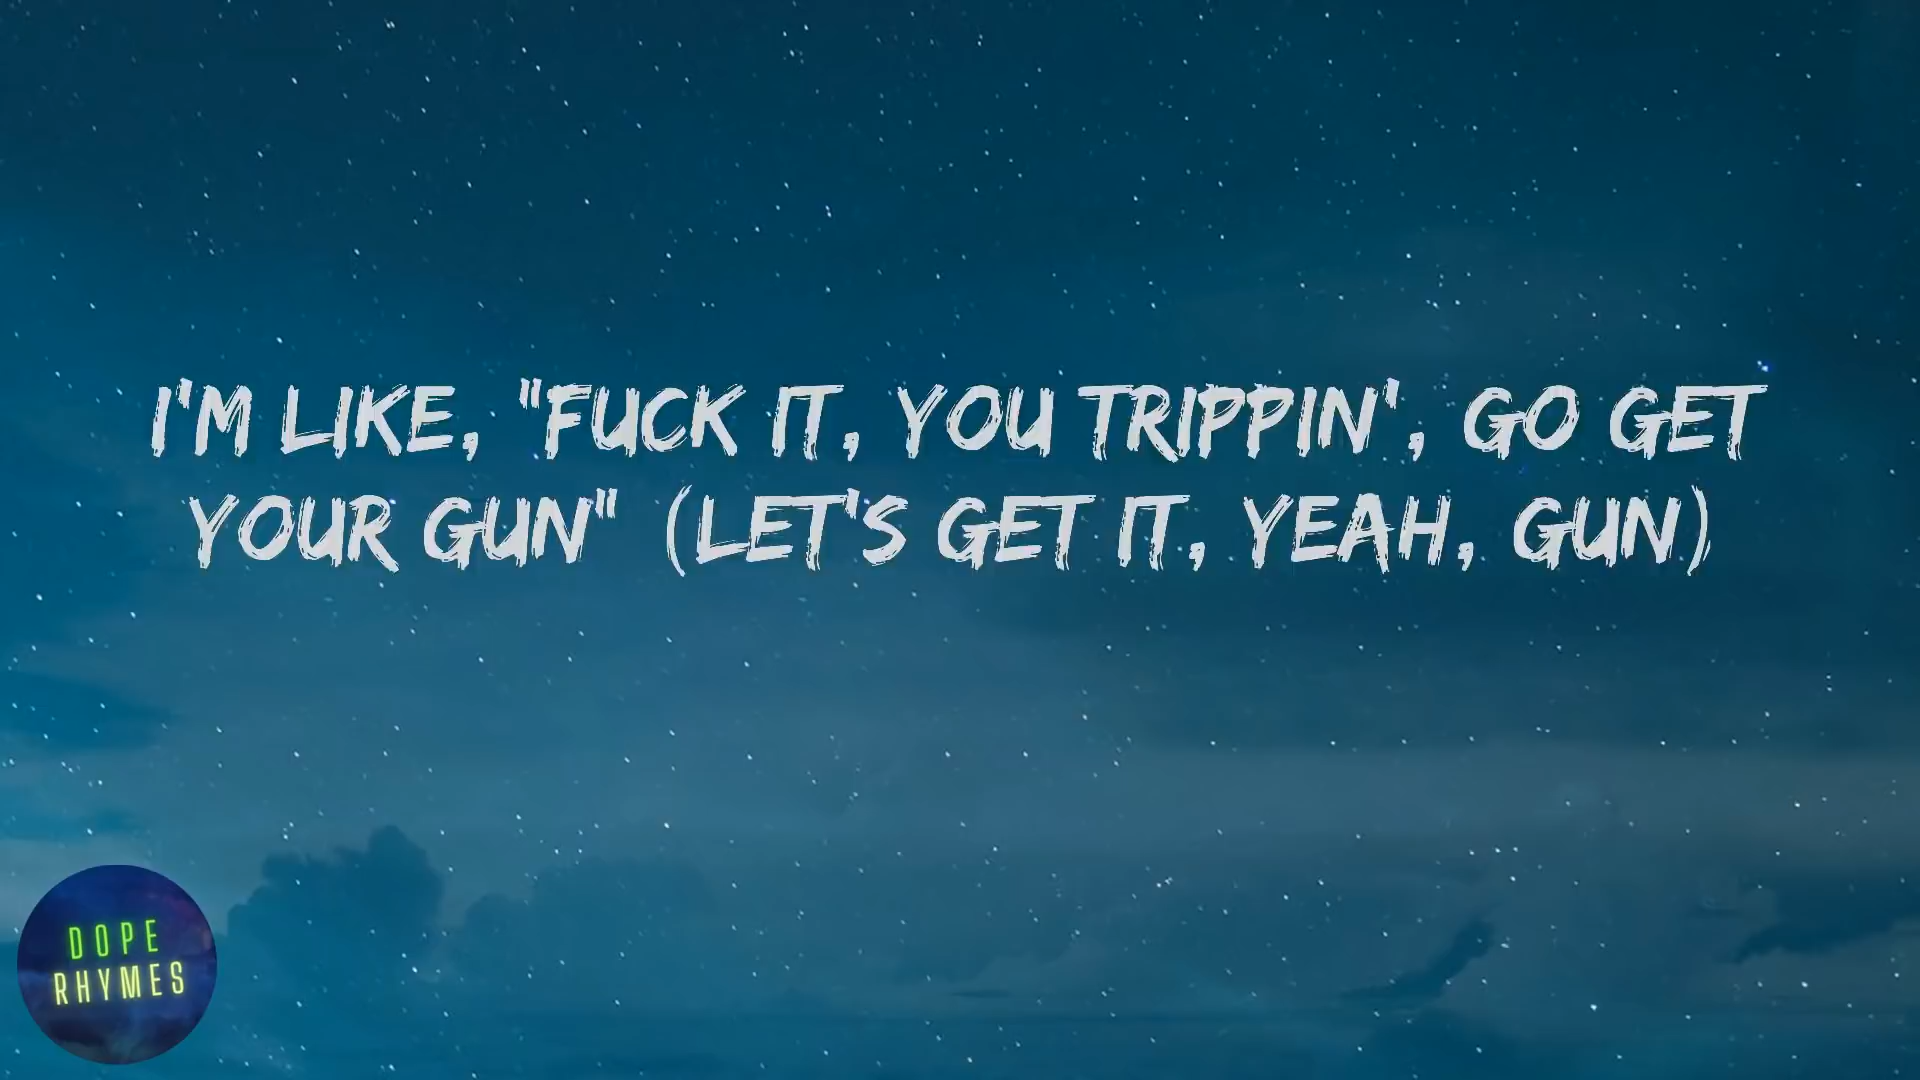 I'M LIKE, "FUCK IT, YOU TRIPPIN', GO GET
YOUR GUN" (LET'S GET IT, YEAH, GUN)
DOPE
RHYMES